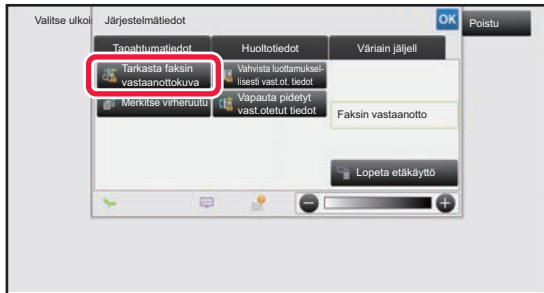 Valitse ulkoi
Järjestelmätiedot
OK
Poistu
Tapahtumatiedot
Huoltotiedot
Väriain jäljell
Tarkasta faksin
vastaanottokuva
Vahvista luottamuksel-
lisesti vast.ot. tiedot
Merkitse virheruutu
Vapauta pidetyt
vast.otetut tiedot
Faksin vastaanotto
Lopeta etäkäyttö